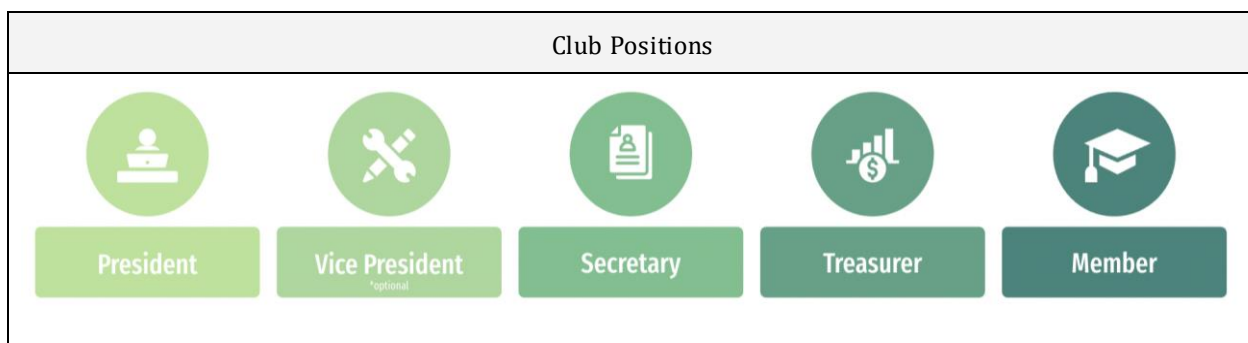 Club Positions
President
Vice President
*optional
Secretary
Treasurer
Member